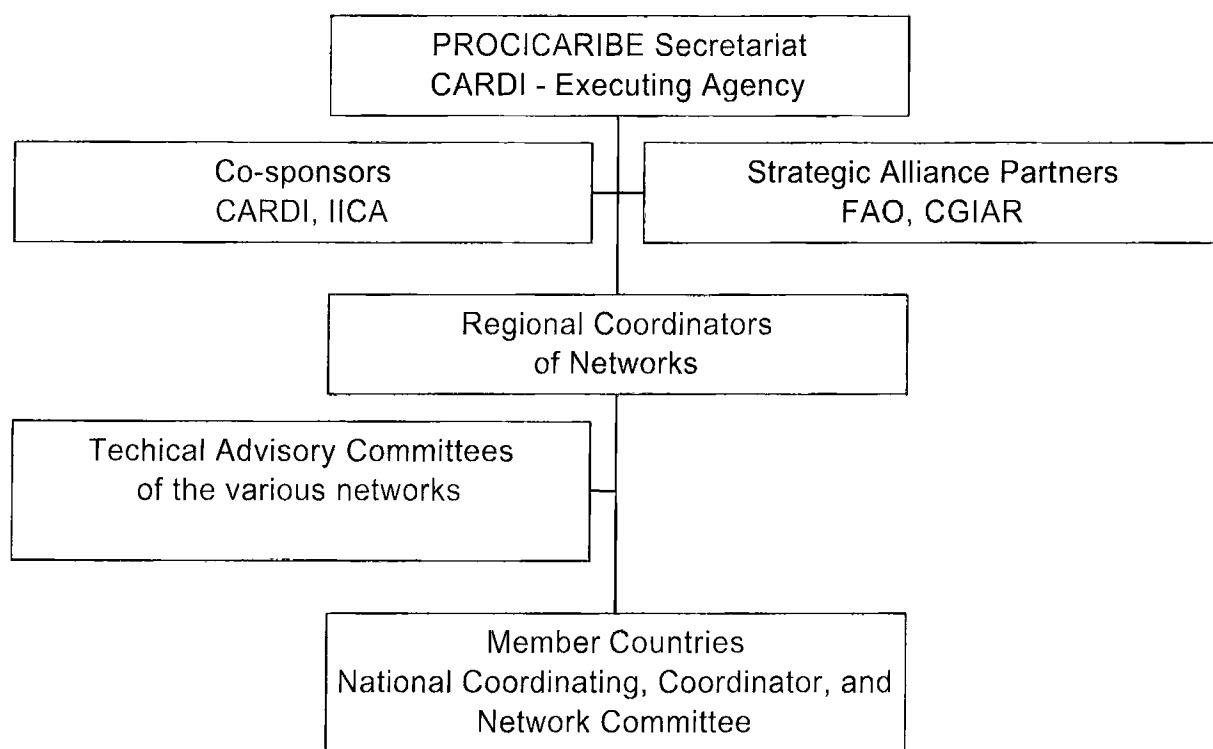 PROCICARIBE Secretariat
CARDI - Executing Agency
Co-sponsors
CARDI, IICA
Strategic Alliance Partners
FAO, CGIAR
Regional Coordinators
of Networks
Techical Advisory Committees
of the various networks
Member Countries
National Coordinating, Coordinator, and
Network Committee